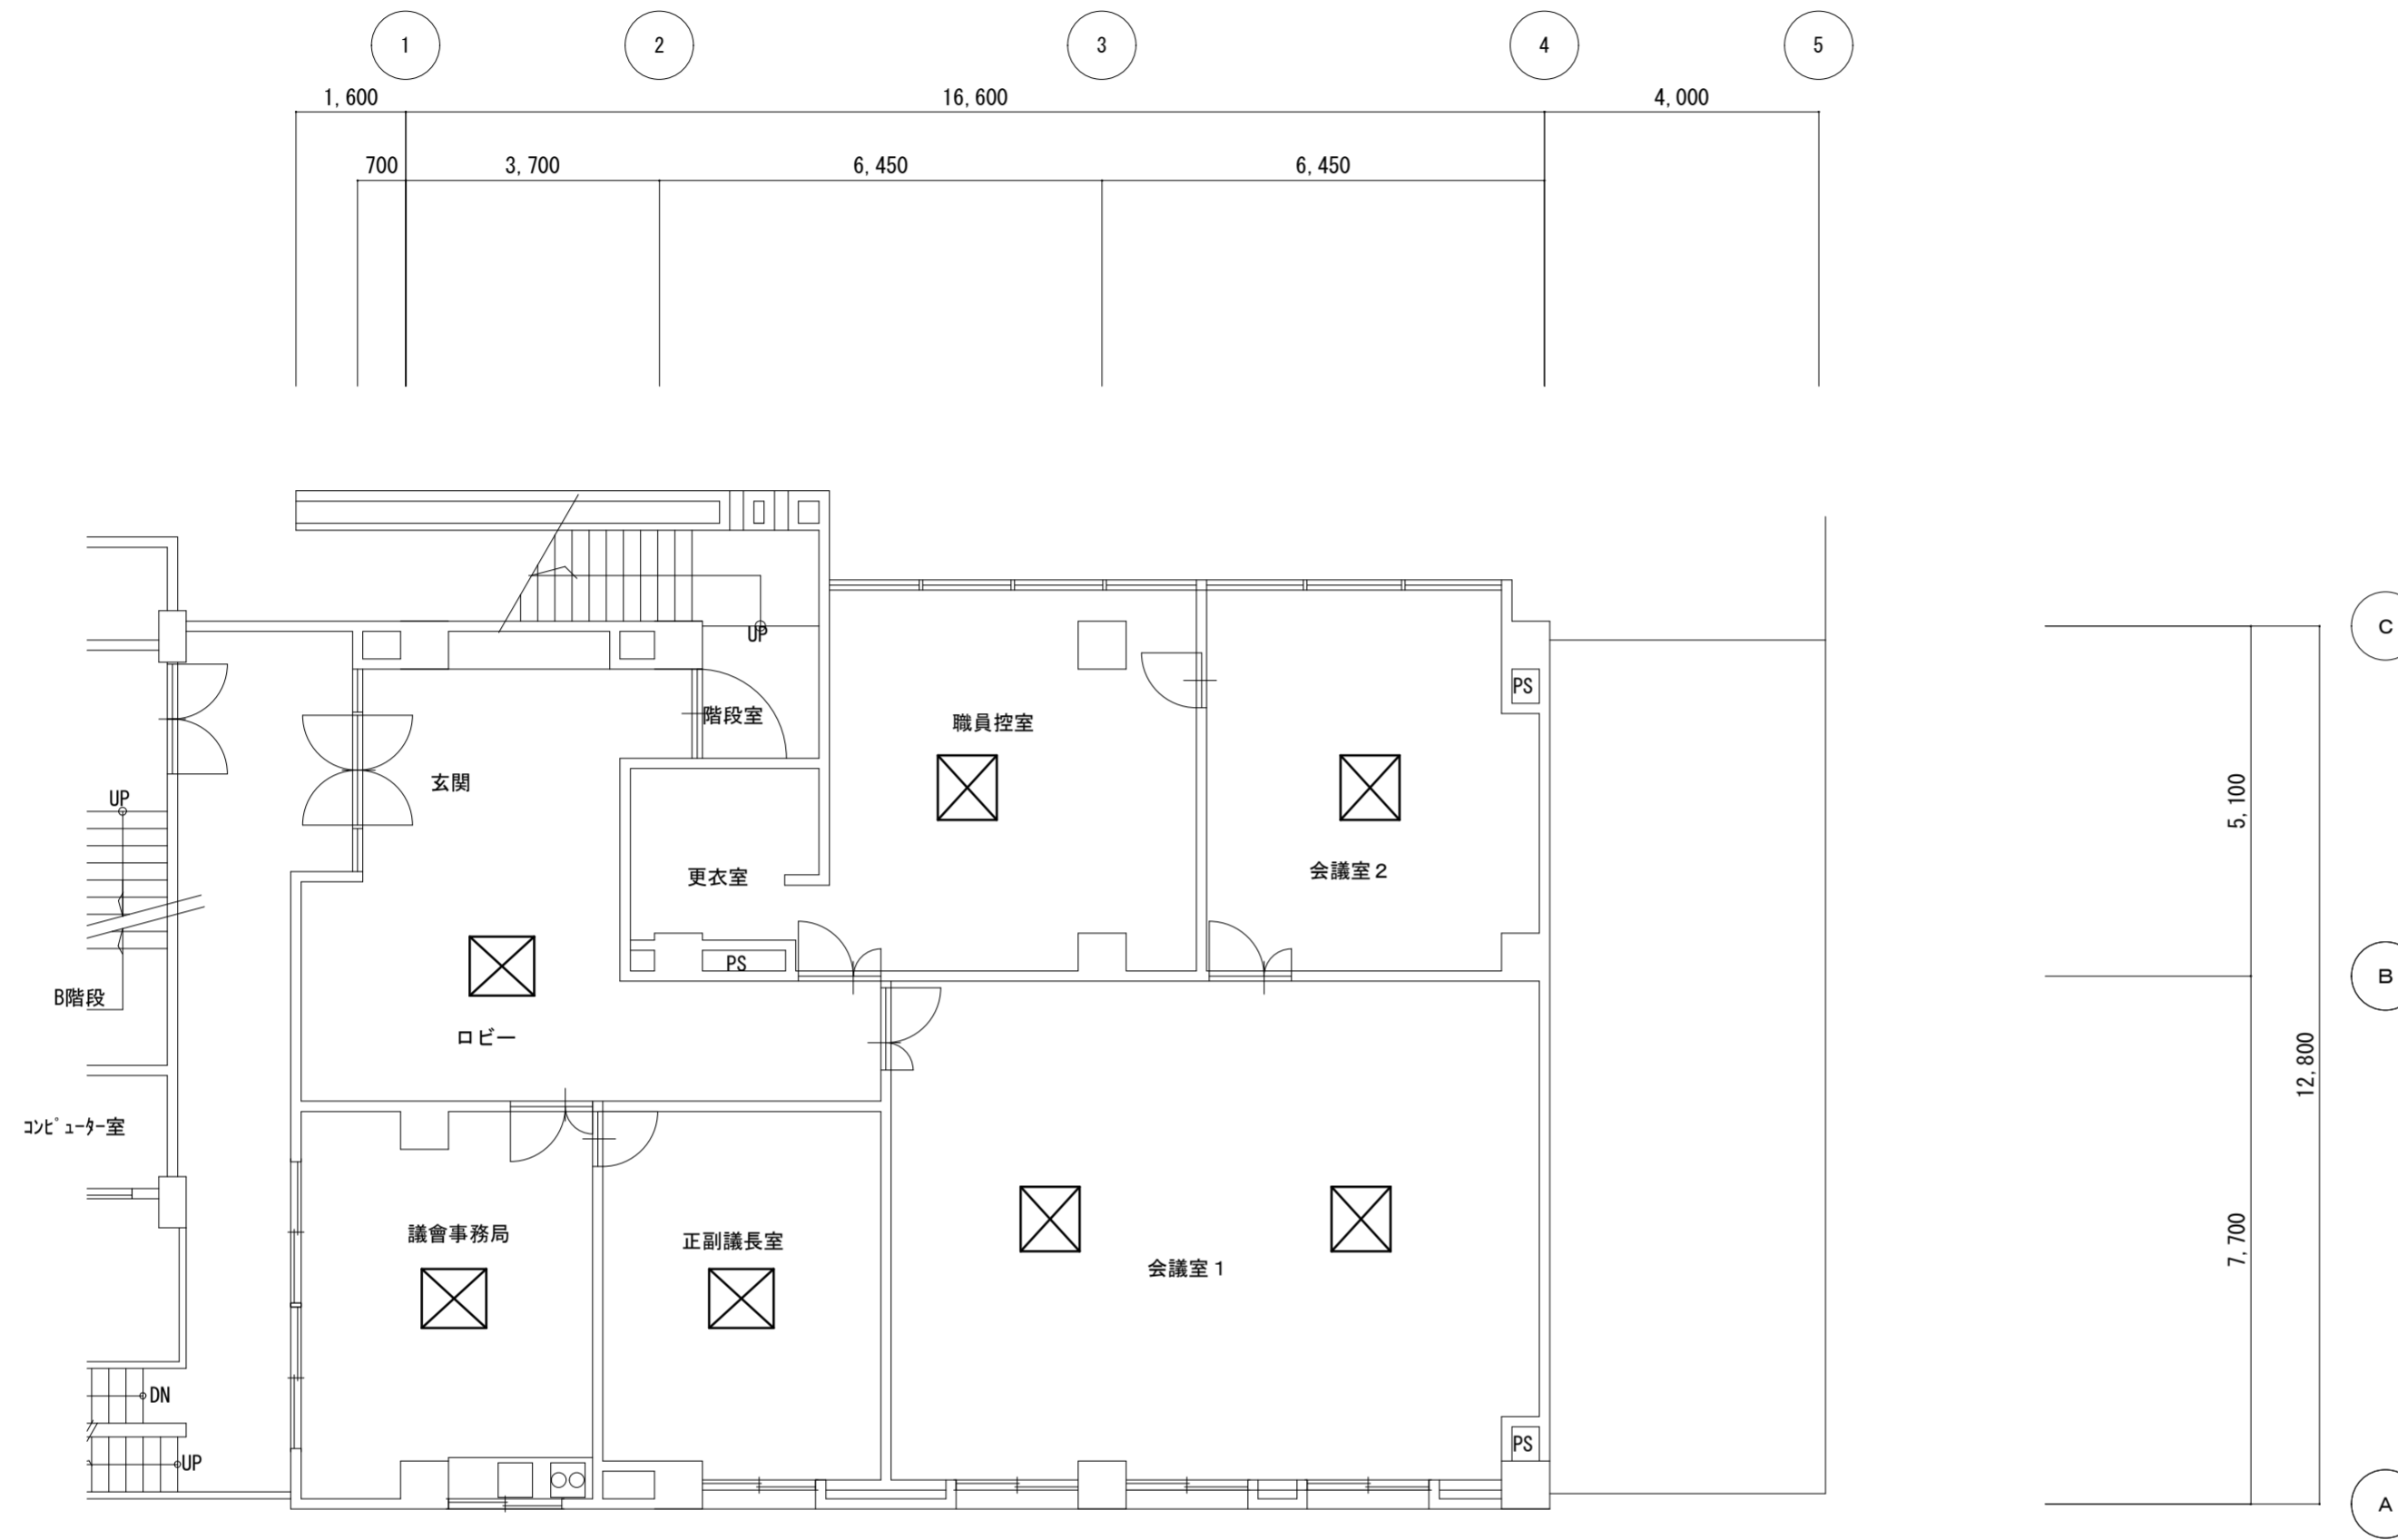 1
2
3
4
5
1,600
16,600
4,000
700
3,700
6,450
6,450
C
UP
PS
階段室
職員控室
玄関
UP
5,100
更衣室
会議室２
PS
B
B階段
ロビー
12,800
ｺﾝﾋﾟｭｰﾀｰ室
議會事務局
正副議長室
7,700
会議室１
DN
PS
UP
A